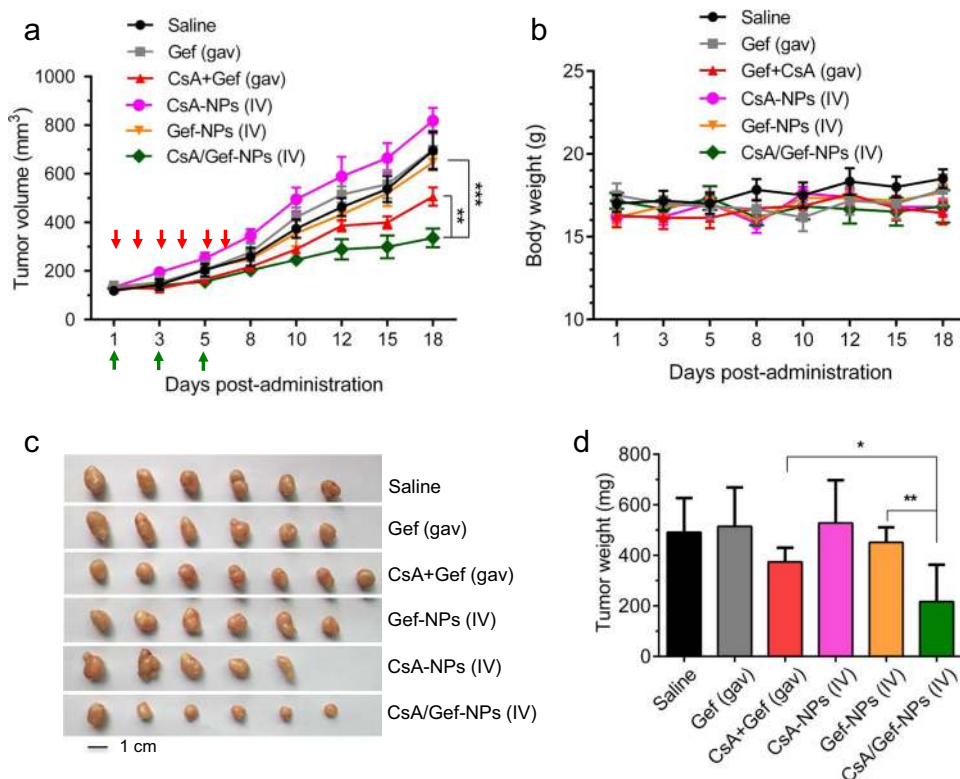 a
Saline
Gef (gav)
CsA+Gef (gav)
CsA-NPs (IV)
Gef-NPs (IV)
CsA/Gef-NPs (IV)
Tumor volume (mm³)
1000
800
600
400
200
0
***
**
1 3 5 8 10 12 15 18
Days post-administration
b
Saline
Gef (gav)
Gef+CsA (gav)
CsA-NPs (IV)
Gef-NPs (IV)
CsA/Gef-NPs (IV)
Body weight (g)
25
20
15
10
1 3 5 8 10 12 15 18
Days post-administration
c
Saline
Gef (gav)
CsA+Gef (gav)
Gef-NPs (IV)
CsA-NPs (IV)
CsA/Gef-NPs (IV)
1 cm
d
Tumor weight (mg)
800
600
400
200
0
*
**
Saline
Gef (gav)
CsA+Gef (gav)
CsA-NPs (IV)
Gef-NPs (IV)
CsA/Gef-NPs (IV)